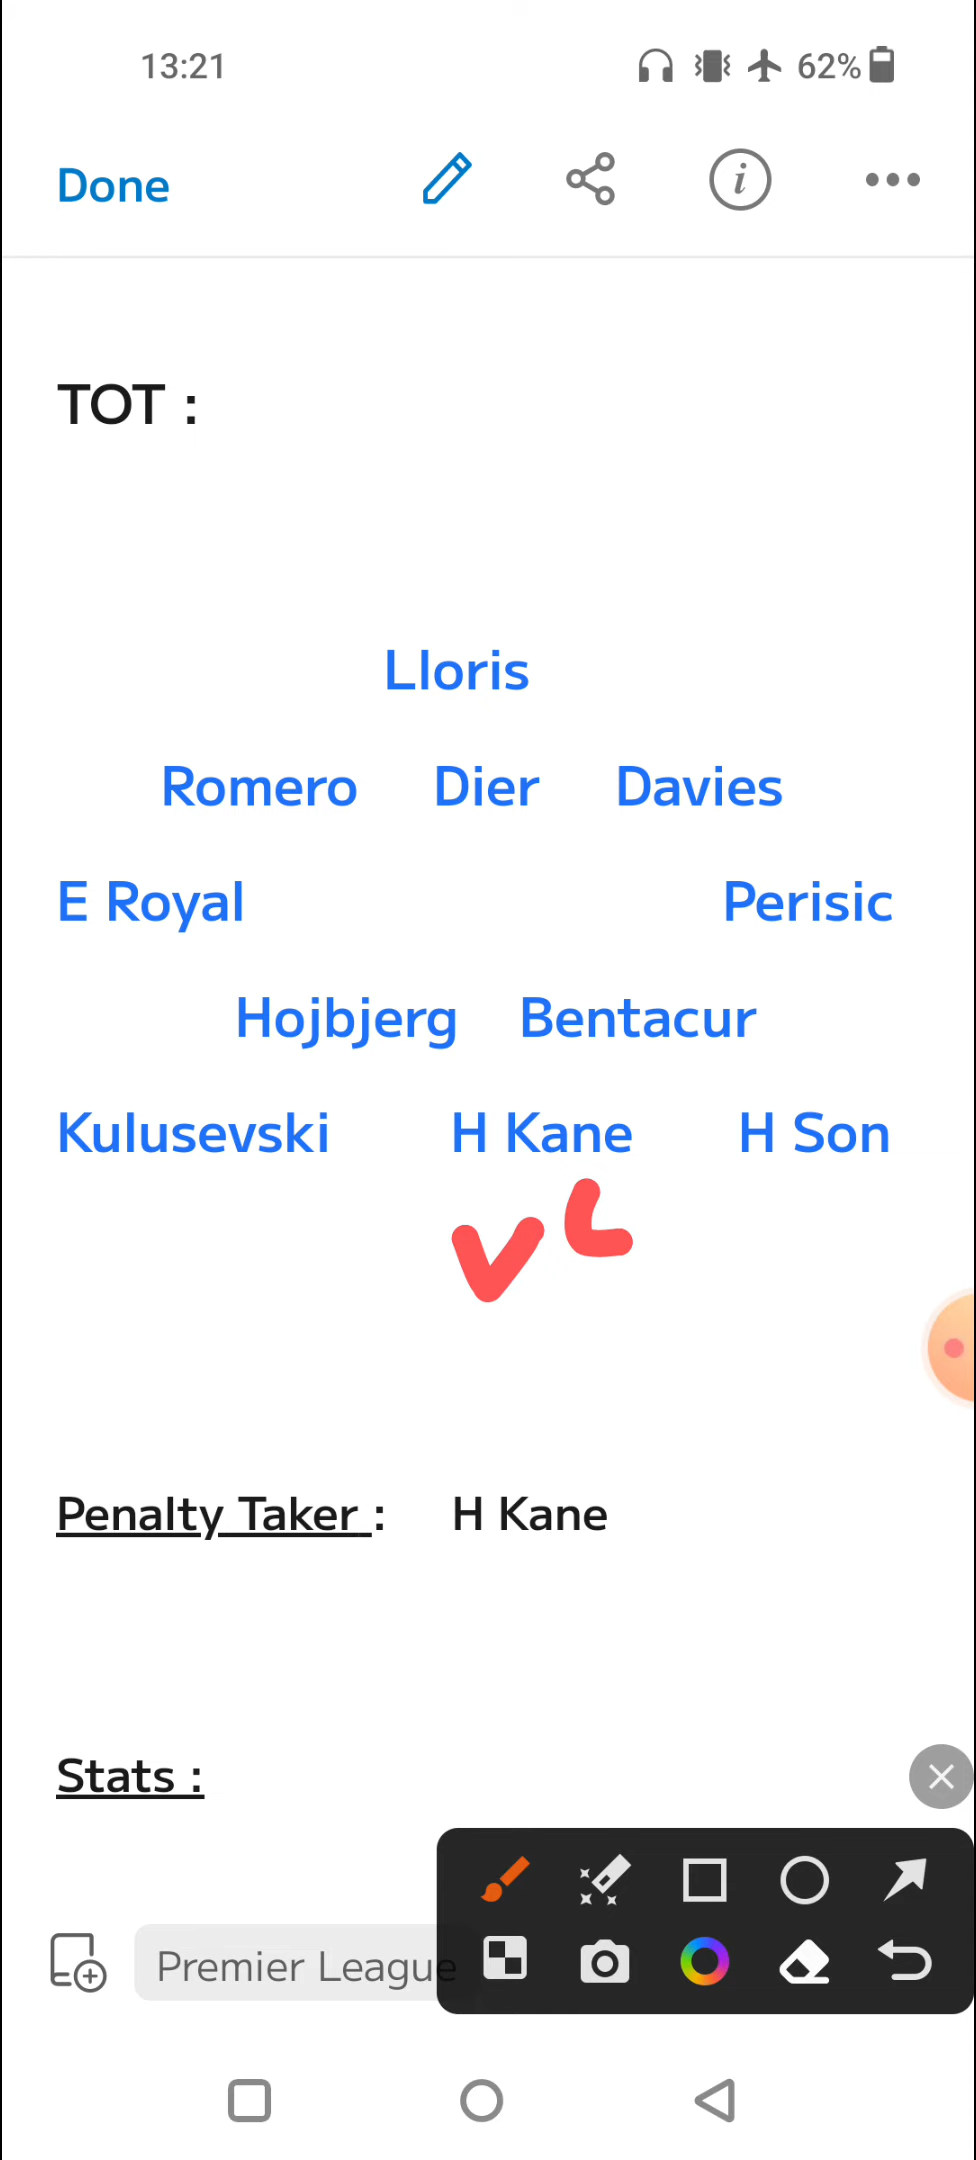 13:21 62%
Done
TOT :
Lloris
Romero Dier Davies
E Royal Perisic
Hojbjerg Bentacur
Kulusevski H Kane H Son
VC
Penalty Taker : H Kane
Stats :
Premier League